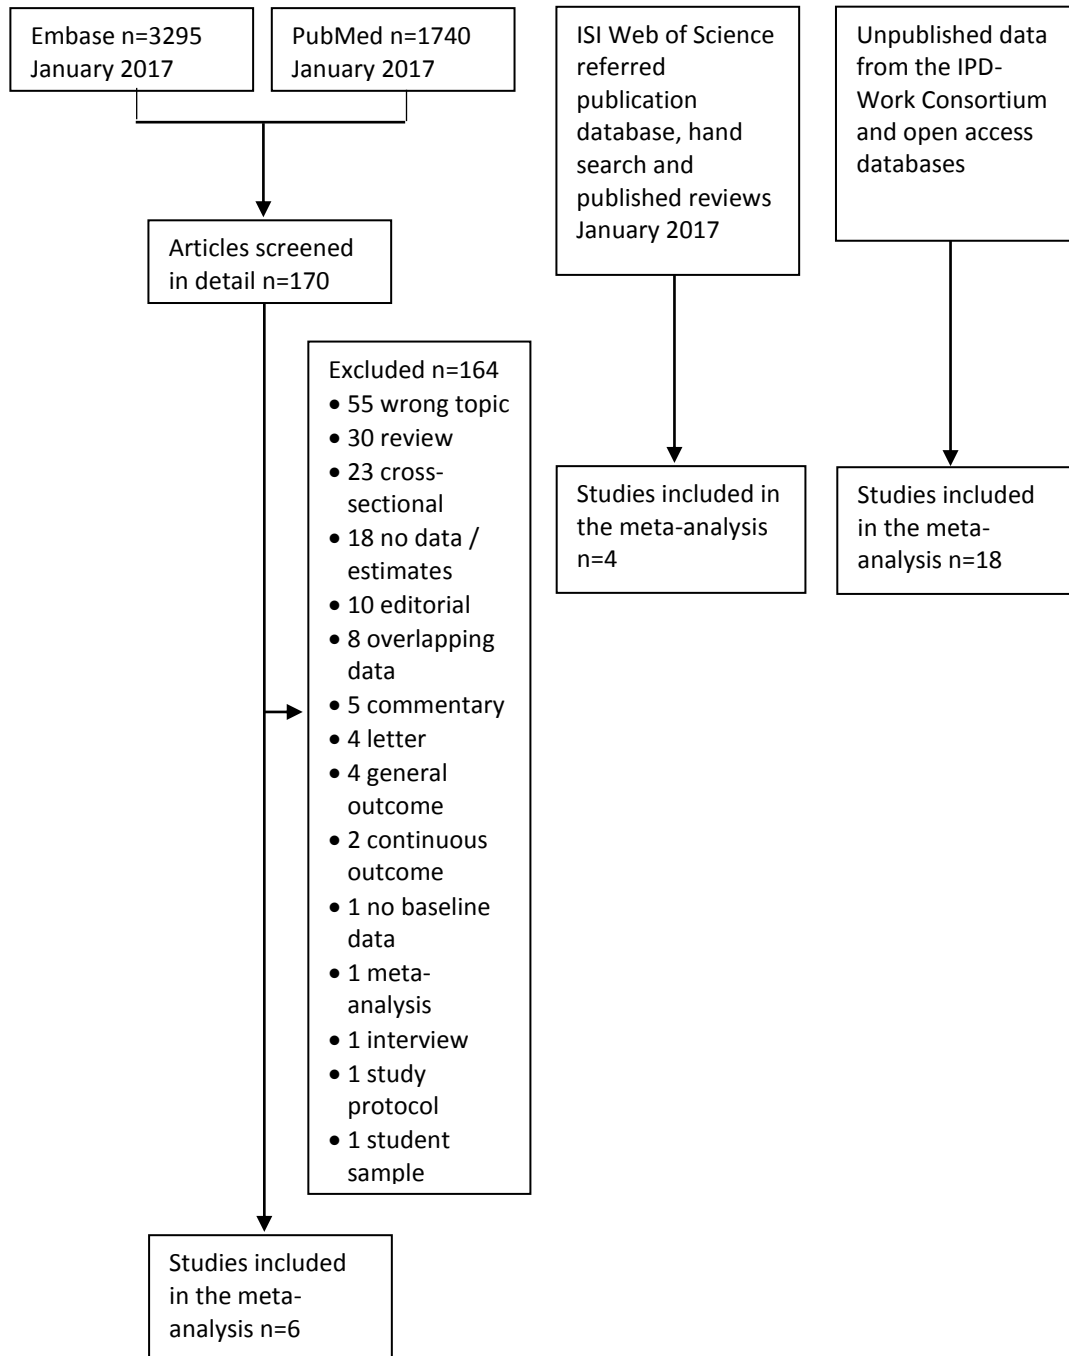 Embase n=3295
January 2017
PubMed n=1740
January 2017
ISI Web of Science
referred
publication
database, hand
search and
published reviews
January 2017
Unpublished data
from the IPD-
Work Consortium
and open access
databases
Articles screened
in detail n=170
Excluded n=164
• 55 wrong topic
• 30 review
• 23 cross-
sectional
• 18 no data /
estimates
• 10 editorial
• 8 overlapping
data
• 5 commentary
• 4 letter
• 4 general
outcome
• 2 continuous
outcome
• 1 no baseline
data
• 1 meta-
analysis
• 1 interview
• 1 study
protocol
• 1 student
sample
Studies included in
the meta-analysis
n=4
Studies included
in the meta-
analysis n=18
Studies included
in the meta-
analysis n=6